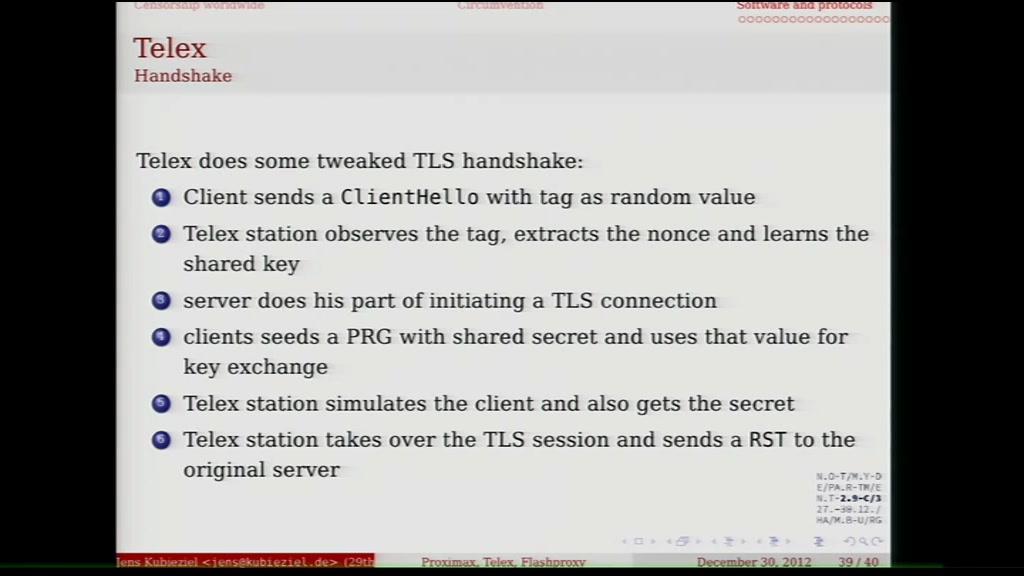 Censorship worldwide Circumvention Software and protocols
Telex
Handshake
Telex does some tweaked TLS handshake:
1 Client sends a ClientHello with tag as random value
2 Telex station observes the tag, extracts the nonce and learns the
shared key
3 server does his part of initiating a TLS connection
4 clients seeds a PRG with shared secret and uses that value for
key exchange
5 Telex station simulates the client and also gets the secret
6 Telex station takes over the TLS session and sends a RST to the
original server
N.O-T/M.Y-D
E/PA.R-TM/E
N.T-2.9-C/3
27.-30.12./
HA/M.B-U/RG
Jens Kubieziel <jens@kubieziel.de> (29th Proximax, Telex, Flashproxy December 30, 2012 39 / 40